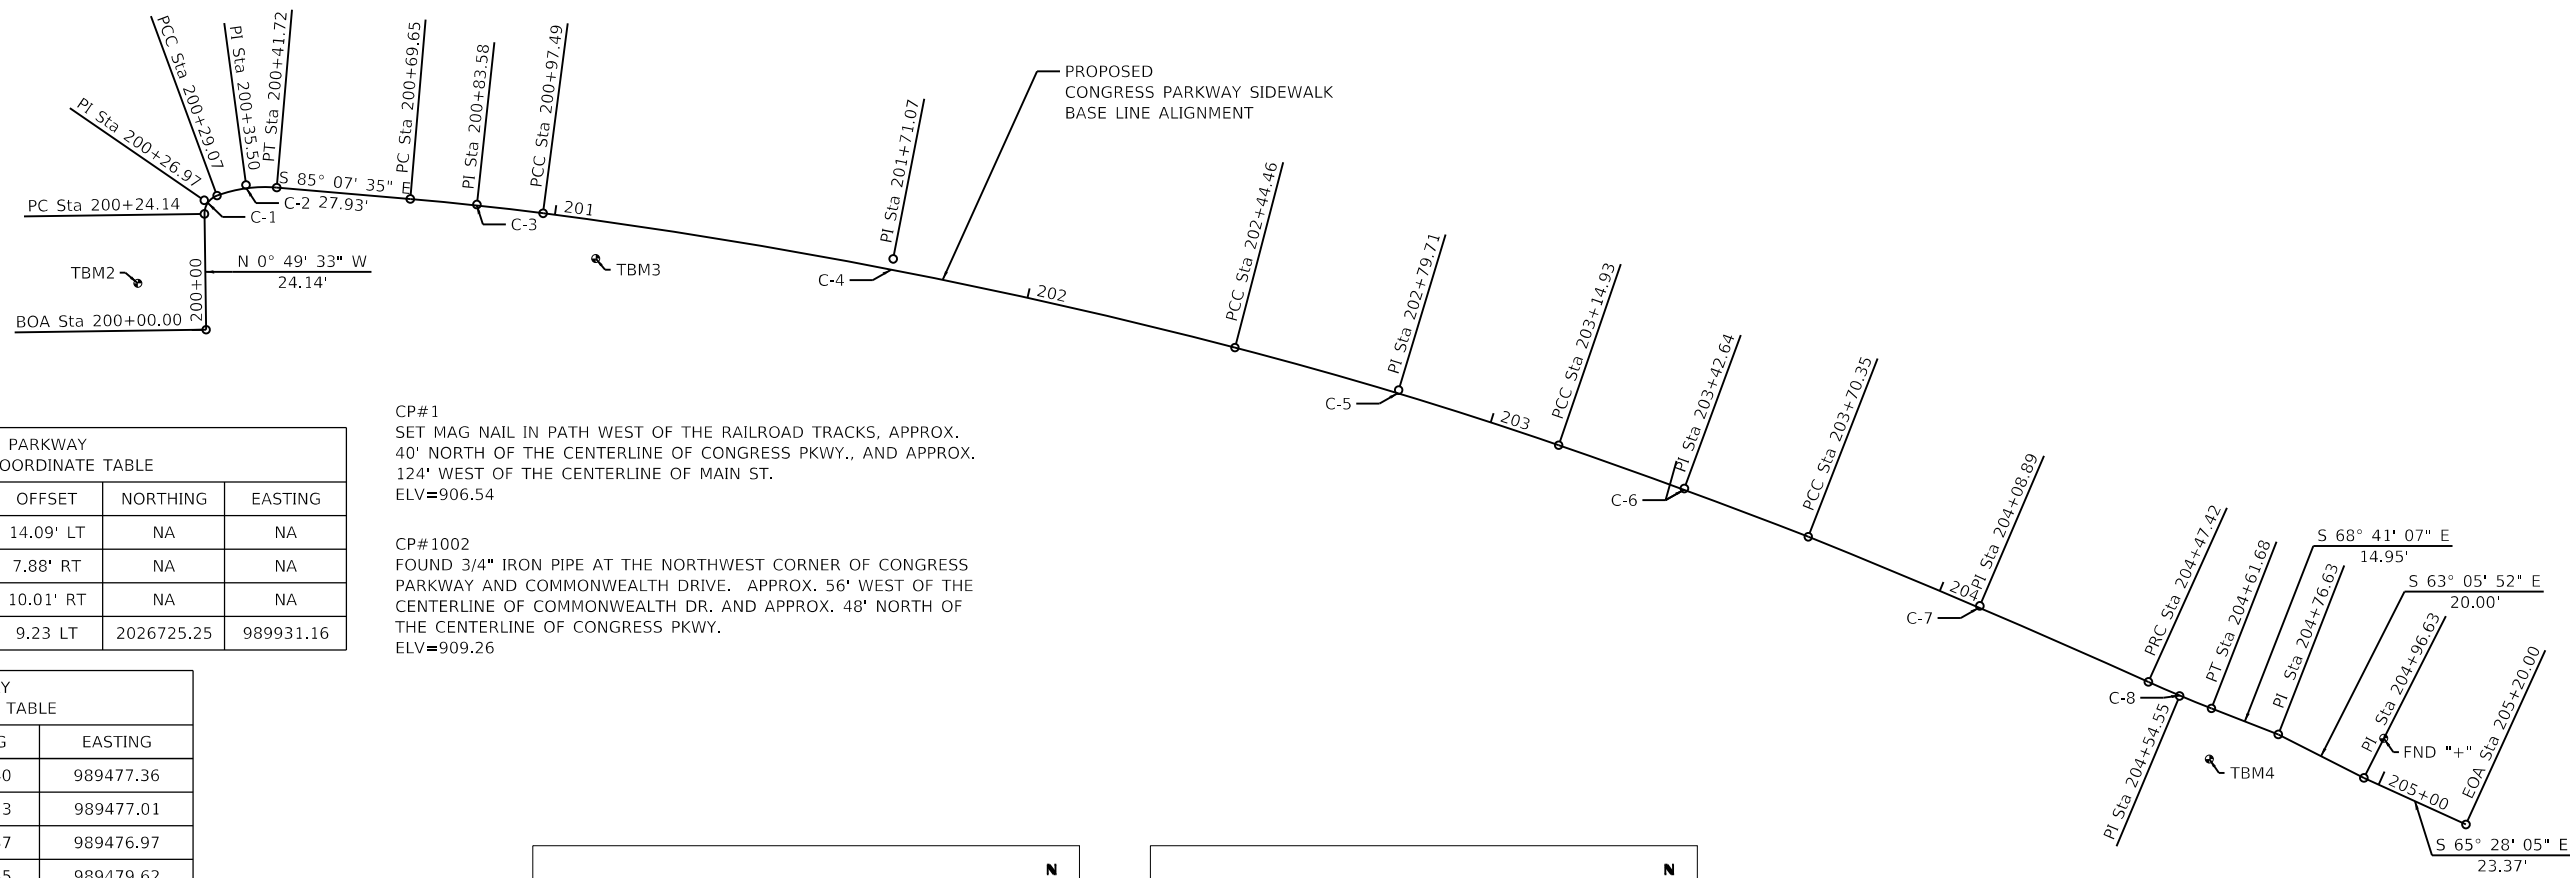 PI Sta 200+26.97
PCC Sta 200+29.07
PI Sta 200+35.50
PT Sta 200+41.72
PC Sta 200+69.65
PI Sta 200+83.58
PCC Sta 200+97.49
PROPOSED
CONGRESS PARKWAY SIDEWALK
BASE LINE ALIGNMENT
PI Sta 201+71.07
S 85° 07' 35" E
C-2 27.93'
C-1
C-3
201
PC Sta 200+24.14
TBM2
N 0° 49' 33" W
24.14'
200+00
BOA Sta 200+00.00
TBM3
C-4
202
PCC Sta 202+44.46
PI Sta 202+79.71
C-5
203
PCC Sta 203+14.93
PI Sta 203+42.64
C-6
PCC Sta 203+70.35
204
PI Sta 204+08.89
C-7
PRC Sta 204+47.42
C-8
PI Sta 204+54.55
PT Sta 204+61.68
PI Sta 204+76.63
S 68° 41' 07" E
14.95'
S 63° 05' 52" E
20.00'
PI Sta 204+96.63
FND "+"
TBM4
205+00
EOA Sta 205+20.00
S 65° 28' 05" E
23.37'
PARKWAY
OORDINATE TABLE
OFFSET NORTHING EASTING
14.09' LT NA NA
7.88' RT NA NA
10.01' RT NA NA
9.23 LT 2026725.25 989931.16
CP#1
SET MAG NAIL IN PATH WEST OF THE RAILROAD TRACKS, APPROX.
40' NORTH OF THE CENTERLINE OF CONGRESS PKWY., AND APPROX.
124' WEST OF THE CENTERLINE OF MAIN ST.
ELV=906.54
CP#1002
FOUND 3/4" IRON PIPE AT THE NORTHWEST CORNER OF CONGRESS
PARKWAY AND COMMONWEALTH DRIVE. APPROX. 56' WEST OF THE
CENTERLINE OF COMMONWEALTH DR. AND APPROX. 48' NORTH OF
THE CENTERLINE OF CONGRESS PKWY.
ELV=909.26
TABLE
EASTING
989477.36
989477.01
989476.97
989479.62
N
N